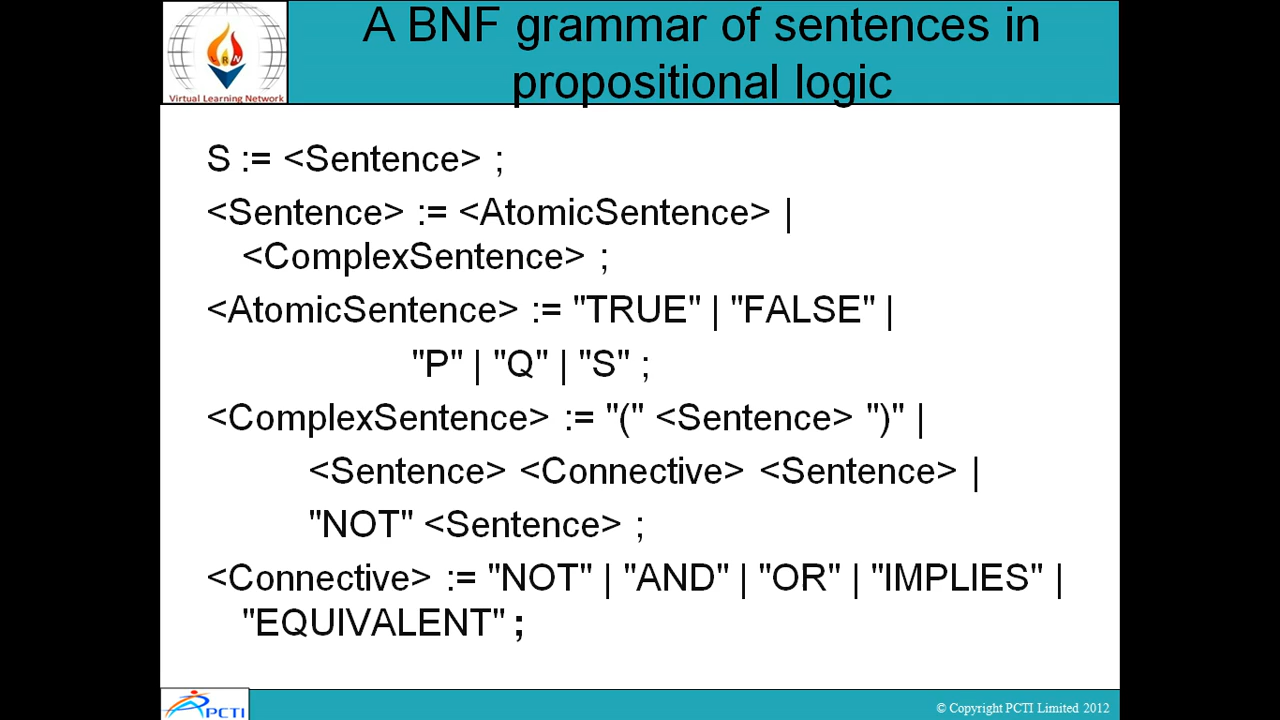 A BNF grammar of sentences in
propositional logic
Virtual Learning Network
S := <Sentence> ;
<Sentence> := <AtomicSentence> |
<ComplexSentence> ;
<AtomicSentence> := "TRUE" | "FALSE" |
"P" | "Q" | "S" ;
<ComplexSentence> := "(" <Sentence> ")" |
<Sentence> <Connective> <Sentence> |
"NOT" <Sentence> ;
<Connective> := "NOT" | "AND" | "OR" | "IMPLIES" |
"EQUIVALENT" ;
PCTI
© Copyright PCTI Limited 2012